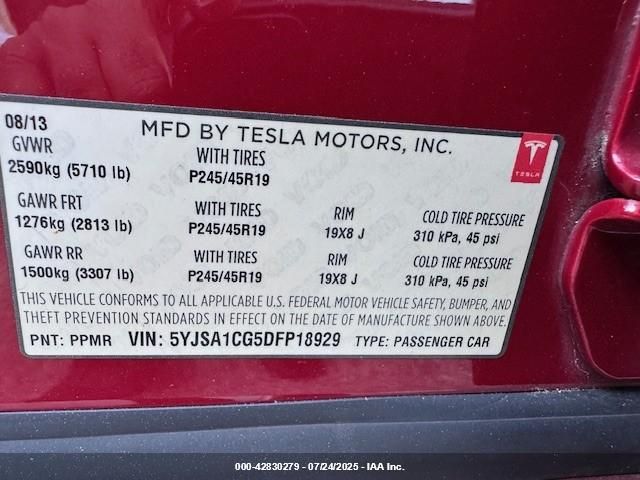 08/13
MFD BY TESLA MOTORS, INC.
TESLA
GVWR
2590kg (5710 lb)
WITH TIRES
P245/45R19
GAWR FRT
1276kg (2813 lb)
WITH TIRES
P245/45R19
RIM
19X8 J
COLD TIRE PRESSURE
310 kPa, 45 psi
GAWR RR
1500kg (3307 lb)
WITH TIRES
P245/45R19
RIM
19X8 J
COLD TIRE PRESSURE
310 kPa, 45 psi
THIS VEHICLE CONFORMS TO ALL APPLICABLE U.S. FEDERAL MOTOR VEHICLE SAFETY, BUMPER, AND
THEFT PREVENTION STANDARDS IN EFFECT ON THE DATE OF MANUFACTURE SHOWN ABOVE.
PNT: PPMR VIN: 5YJSA1CG5DFP18929 TYPE: PASSENGER CAR
000-42830279 - 07/24/2025 - IAA Inc.